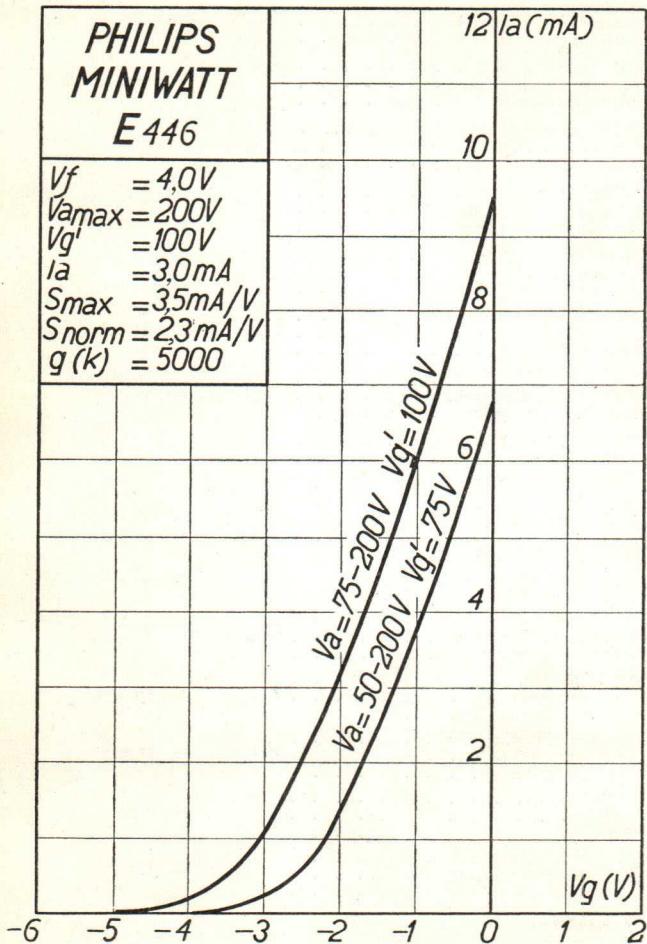 PHILIPS
MINIWATT
E 446
Vf = 4,0V
Vamax = 200V
Vg' = 100V
Ia = 3,0mA
Smax = 3,5mA/V
Snorm = 2,3mA/V
g(k) = 5000
12 Ia(mA)
10
8
6
4
2
Va=75-200V Vg'=100V
Va=50-200V Vg'=75V
Vg(V)
-6 -5 -4 -3 -2 -1 0 1 2